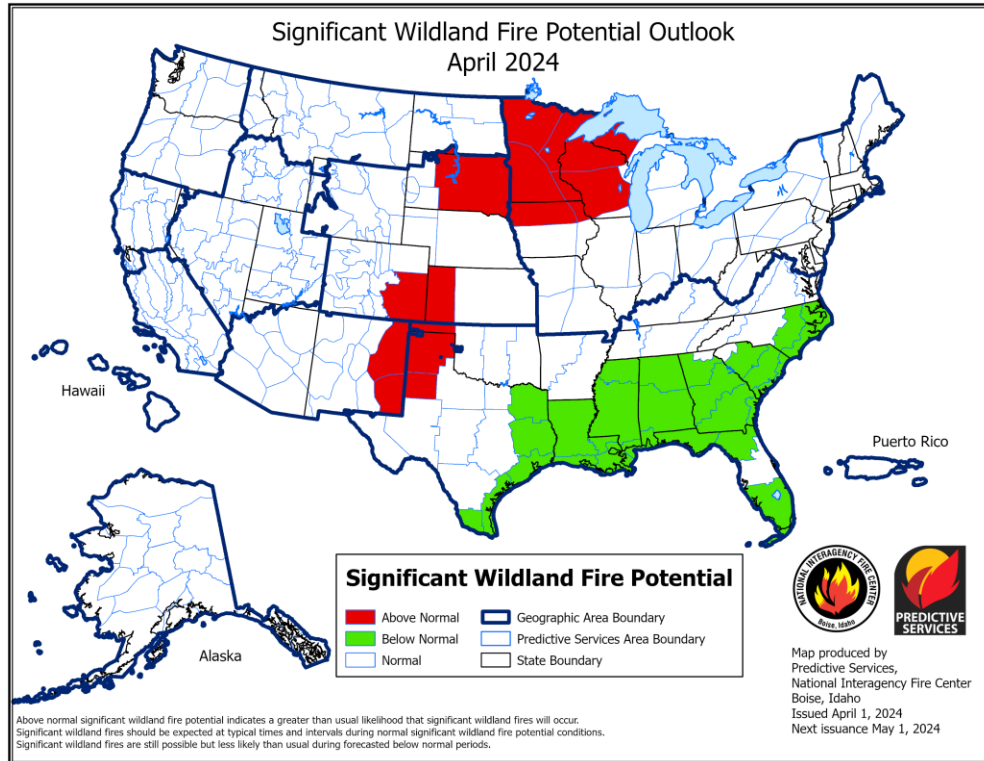 Significant Wildland Fire Potential Outlook
April 2024
Hawaii
Puerto Rico
Alaska
Significant Wildland Fire Potential
Above Normal
Geographic Area Boundary
Below Normal
Predictive Services Area Boundary
Normal
State Boundary
NATIONAL INTERAGENCY FIRE CENTER
Boise, Idaho
PREDICTIVE
SERVICES
Map produced by
Predictive Services,
National Interagency Fire Center
Boise, Idaho
Issued April 1, 2024
Next issuance May 1, 2024
Above normal significant wildland fire potential indicates a greater than usual likelihood that significant wildland fires will occur.
Significant wildland fires should be expected at typical times and intervals during normal significant wildland fire potential conditions.
Significant wildland fires are still possible but less likely than usual during forecasted below normal periods.